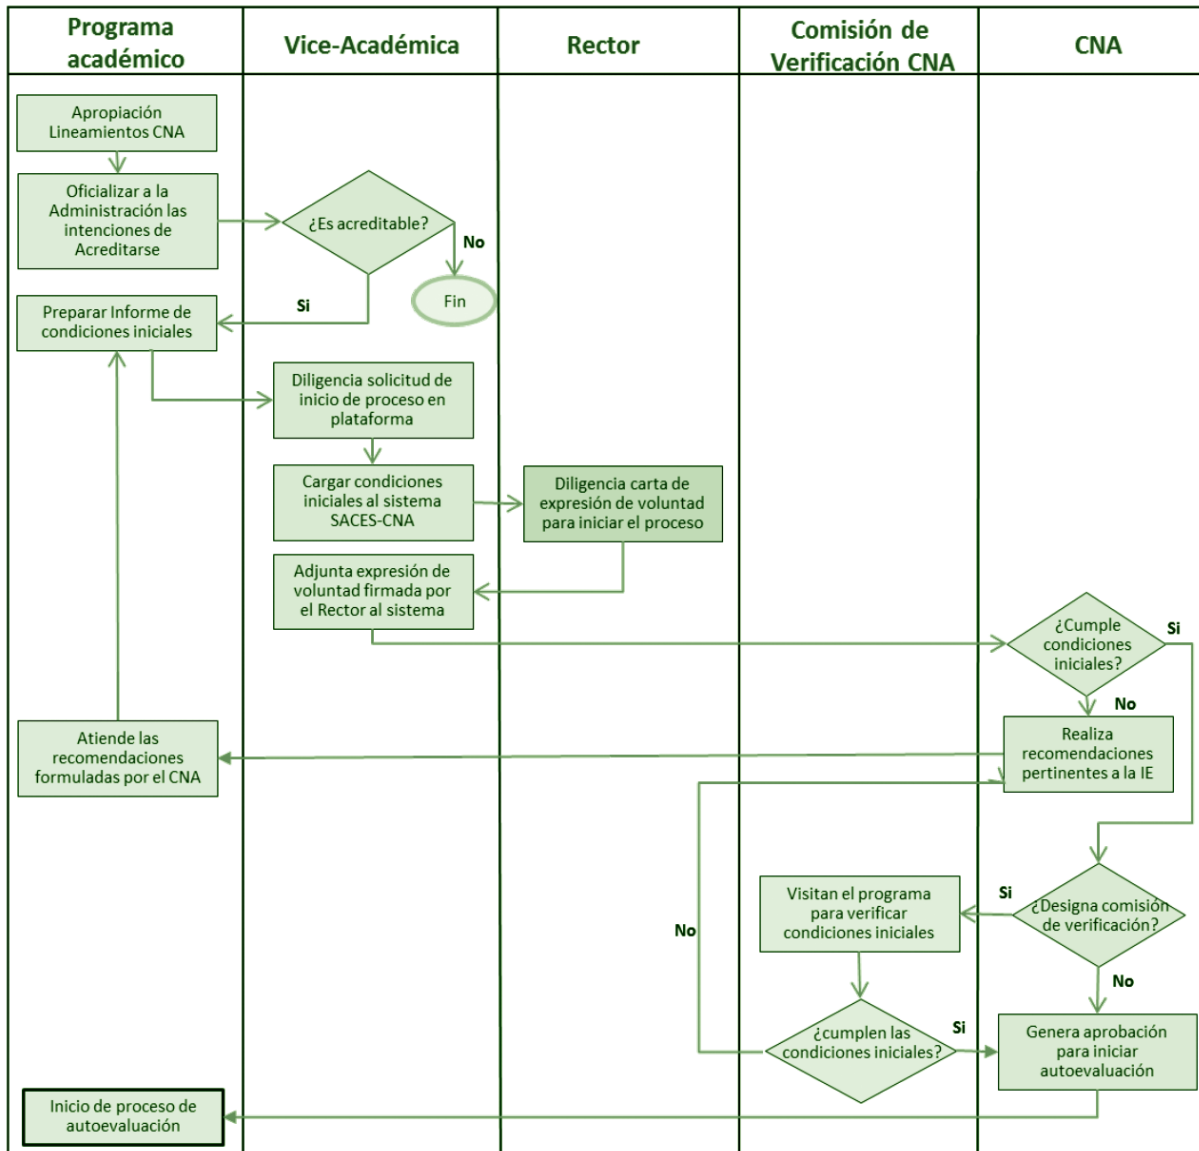 Programa
académico
Vice-Académica
Rector
Comisión de
Verificación CNA
CNA
Apropiación
Lineamientos CNA
Oficializar a la
Administración las
intenciones de
Acreditarse
¿Es acreditable?
No
Fin
Si
Preparar Informe de
condiciones iniciales
Diligencia solicitud de
inicio de proceso en
plataforma
Cargar condiciones
iniciales al sistema
SACES-CNA
Diligencia carta de
expresión de voluntad
para iniciar el proceso
Adjunta expresión de
voluntad firmada por
el Rector al sistema
¿Cumple
condiciones
iniciales?
Si
No
Atiende las
recomendaciones
formuladas por el CNA
Realiza
recomendaciones
pertinentes a la IE
Visitan el programa
para verificar
condiciones iniciales
Si
¿Designa comisión
de verificación?
No
No
¿cumplen las
condiciones iniciales?
Si
Genera aprobación
para iniciar
autoevaluación
Inicio de proceso de
autoevaluación